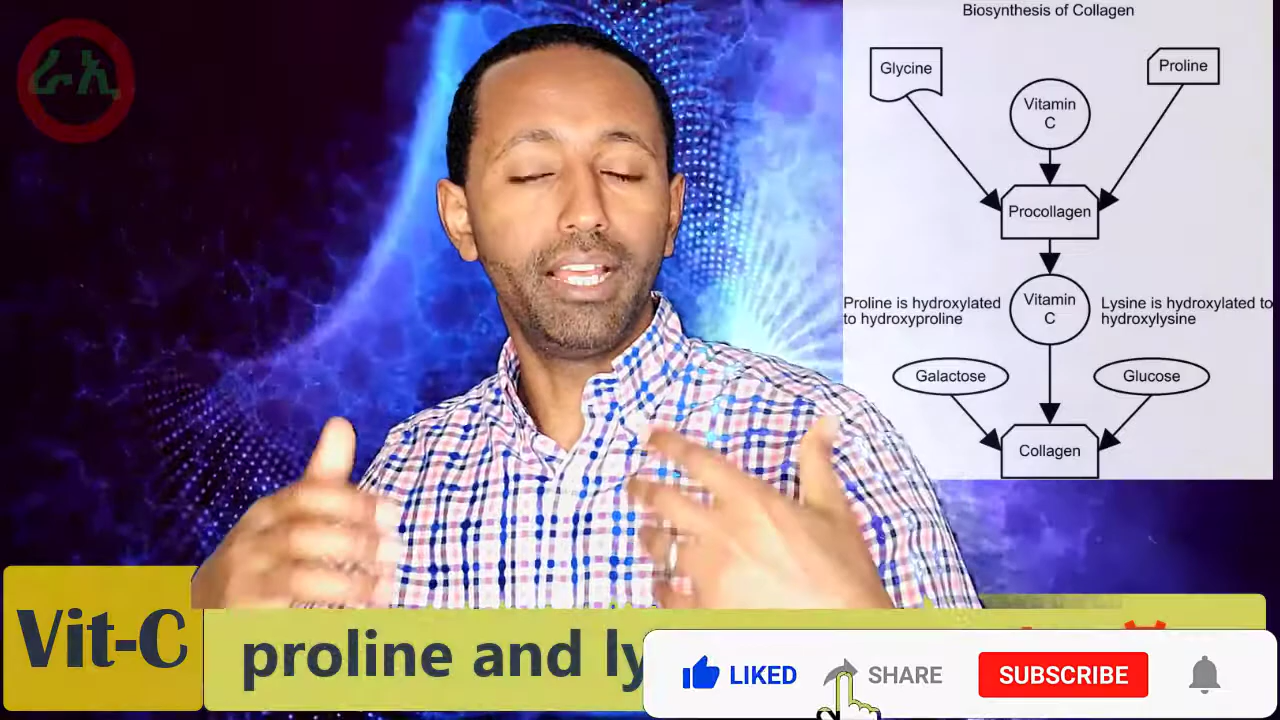 ራእይ
Biosynthesis of Collagen
Glycine
Proline
Vitamin
C
Procollagen
Proline is hydroxylated
to hydroxyproline
Vitamin
C
Lysine is hydroxylated to
hydroxylysine
Galactose
Glucose
Collagen
Vit-C
proline and ly
LIKED
SHARE
SUBSCRIBE